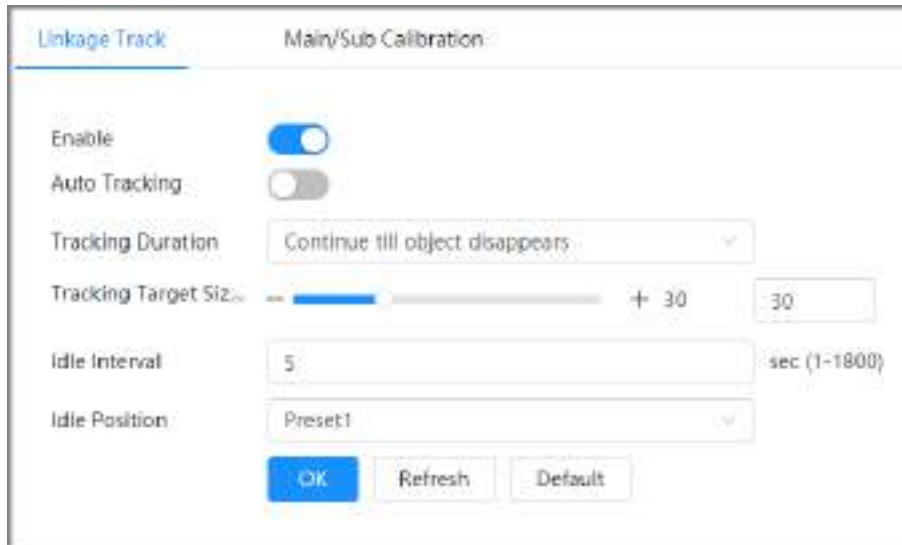 Linkage Track Main/Sub Calibration
Enable
Auto Tracking
Tracking Duration Continue till object disappears
Tracking Target Siz... − + 30 30
Idle Interval 5 sec (1-1800)
Idle Position Preset1
OK Refresh Default